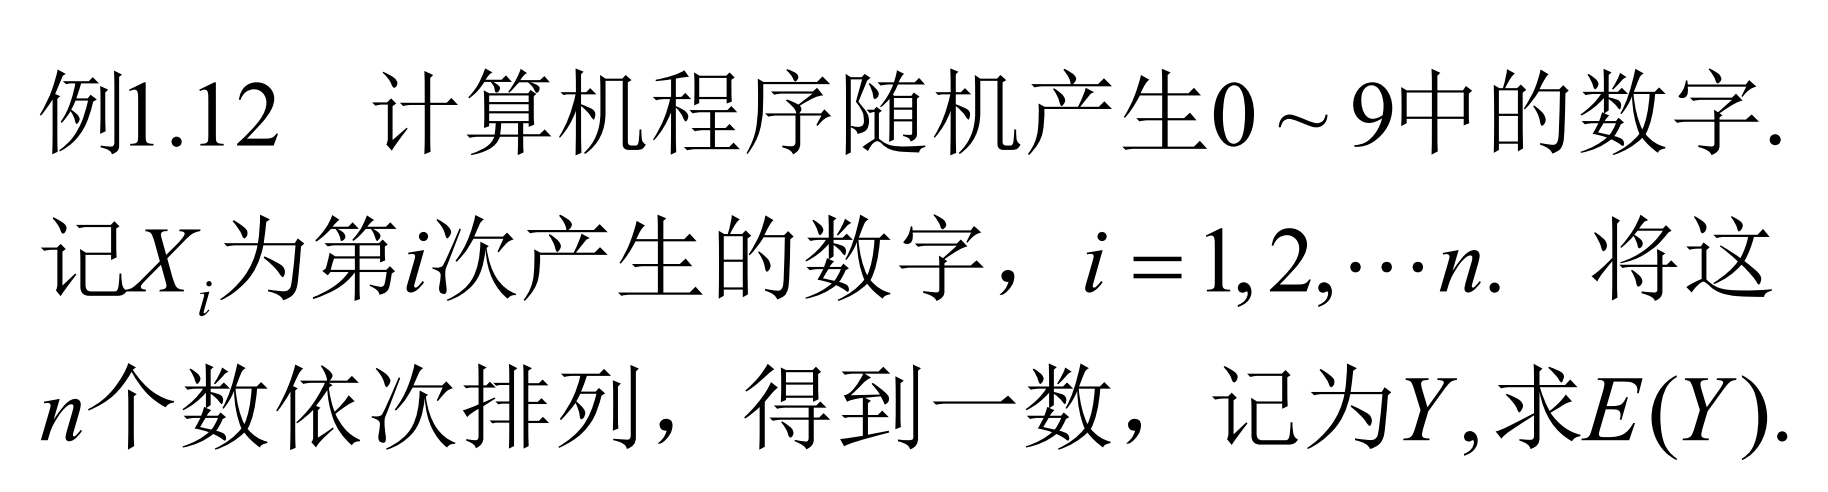 例1.12 计算机程序随机产生0 ~ 9中的数字.
记X_i为第i次产生的数字，i = 1, 2, ⋯ n. 将这
n个数依次排列，得到一数，记为Y, 求E(Y).